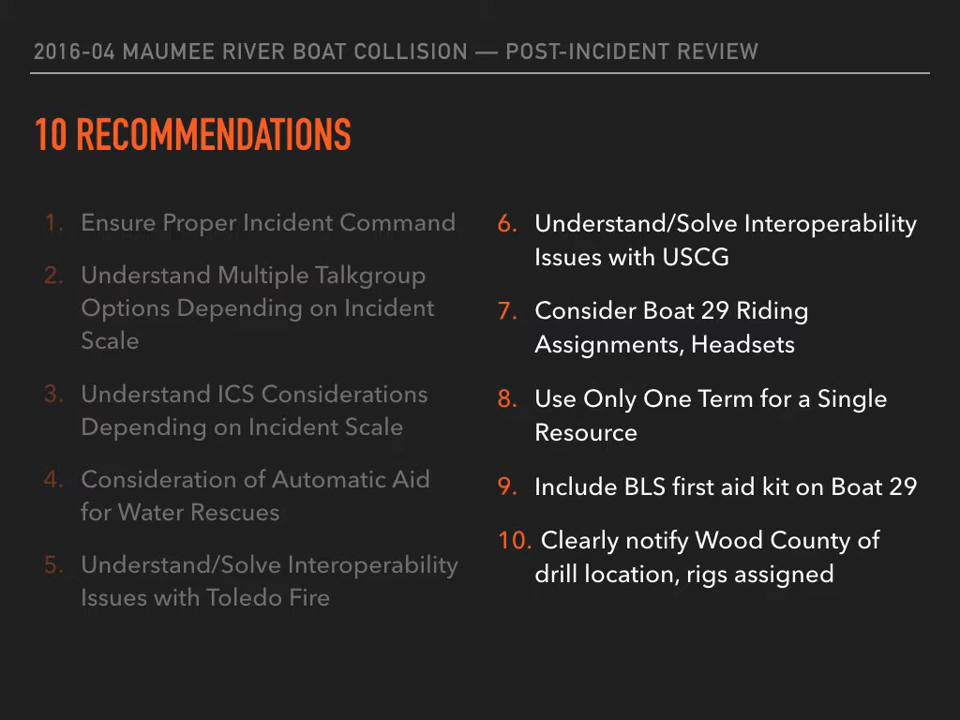 2016-04 MAUMEE RIVER BOAT COLLISION — POST-INCIDENT REVIEW
10 RECOMMENDATIONS
1. Ensure Proper Incident Command
2. Understand Multiple Talkgroup
Options Depending on Incident
Scale
3. Understand ICS Considerations
Depending on Incident Scale
4. Consideration of Automatic Aid
for Water Rescues
5. Understand/Solve Interoperability
Issues with Toledo Fire
6. Understand/Solve Interoperability
Issues with USCG
7. Consider Boat 29 Riding
Assignments, Headsets
8. Use Only One Term for a Single
Resource
9. Include BLS first aid kit on Boat 29
10. Clearly notify Wood County of
drill location, rigs assigned